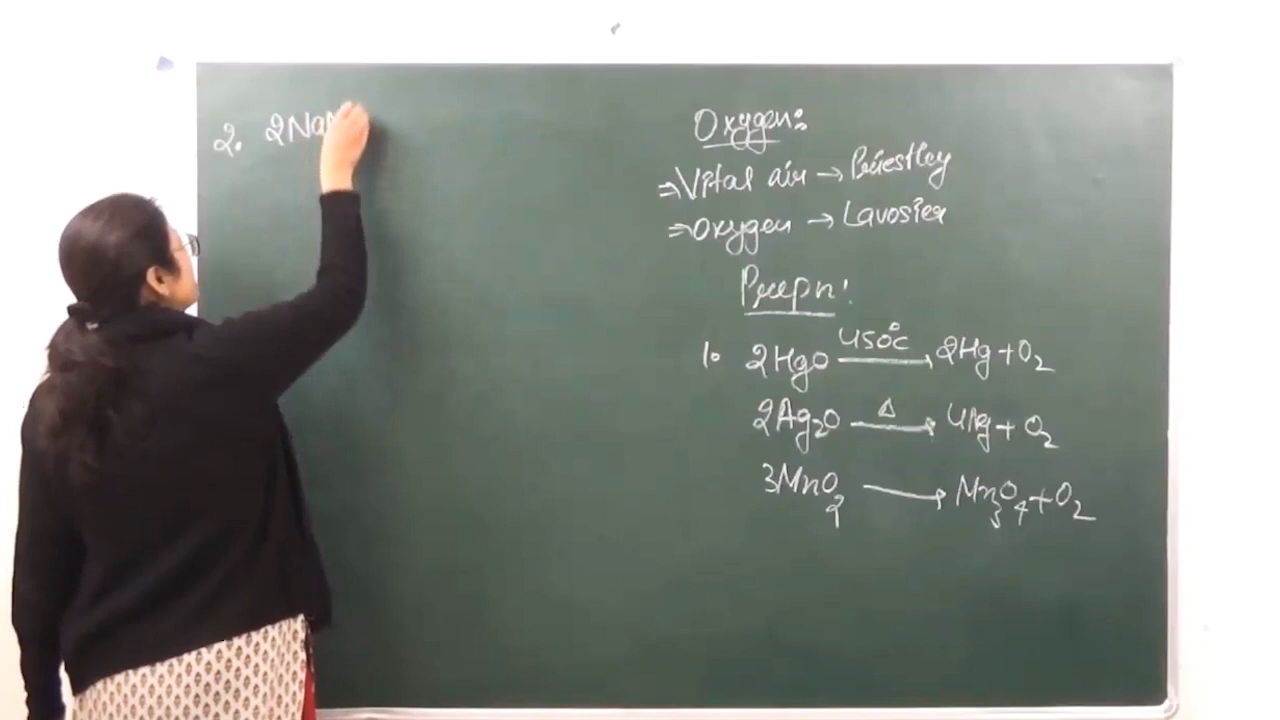 2. 2NaN
Oxygen:
⇒Vital air → Priestley
⇒Oxygen → Lavosier
Prepn:
1. 2HgO 450°C→ 2Hg + O₂
2Ag₂O Δ→ 4Ag + O₂
3MnO₂ → Mn₃O₄ + O₂